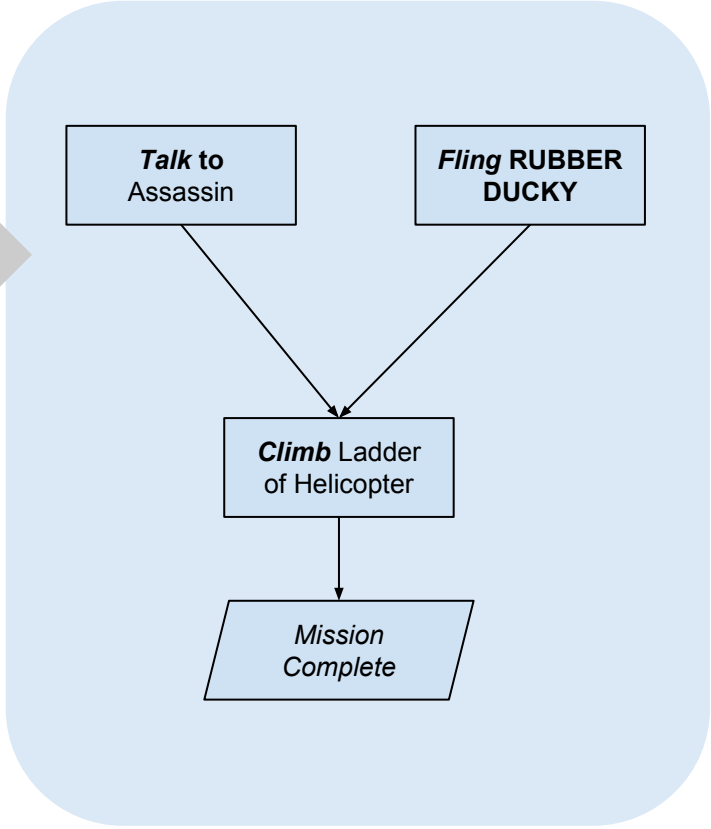 Talk to
Assassin
Fling RUBBER
DUCKY
Climb Ladder
of Helicopter
Mission
Complete